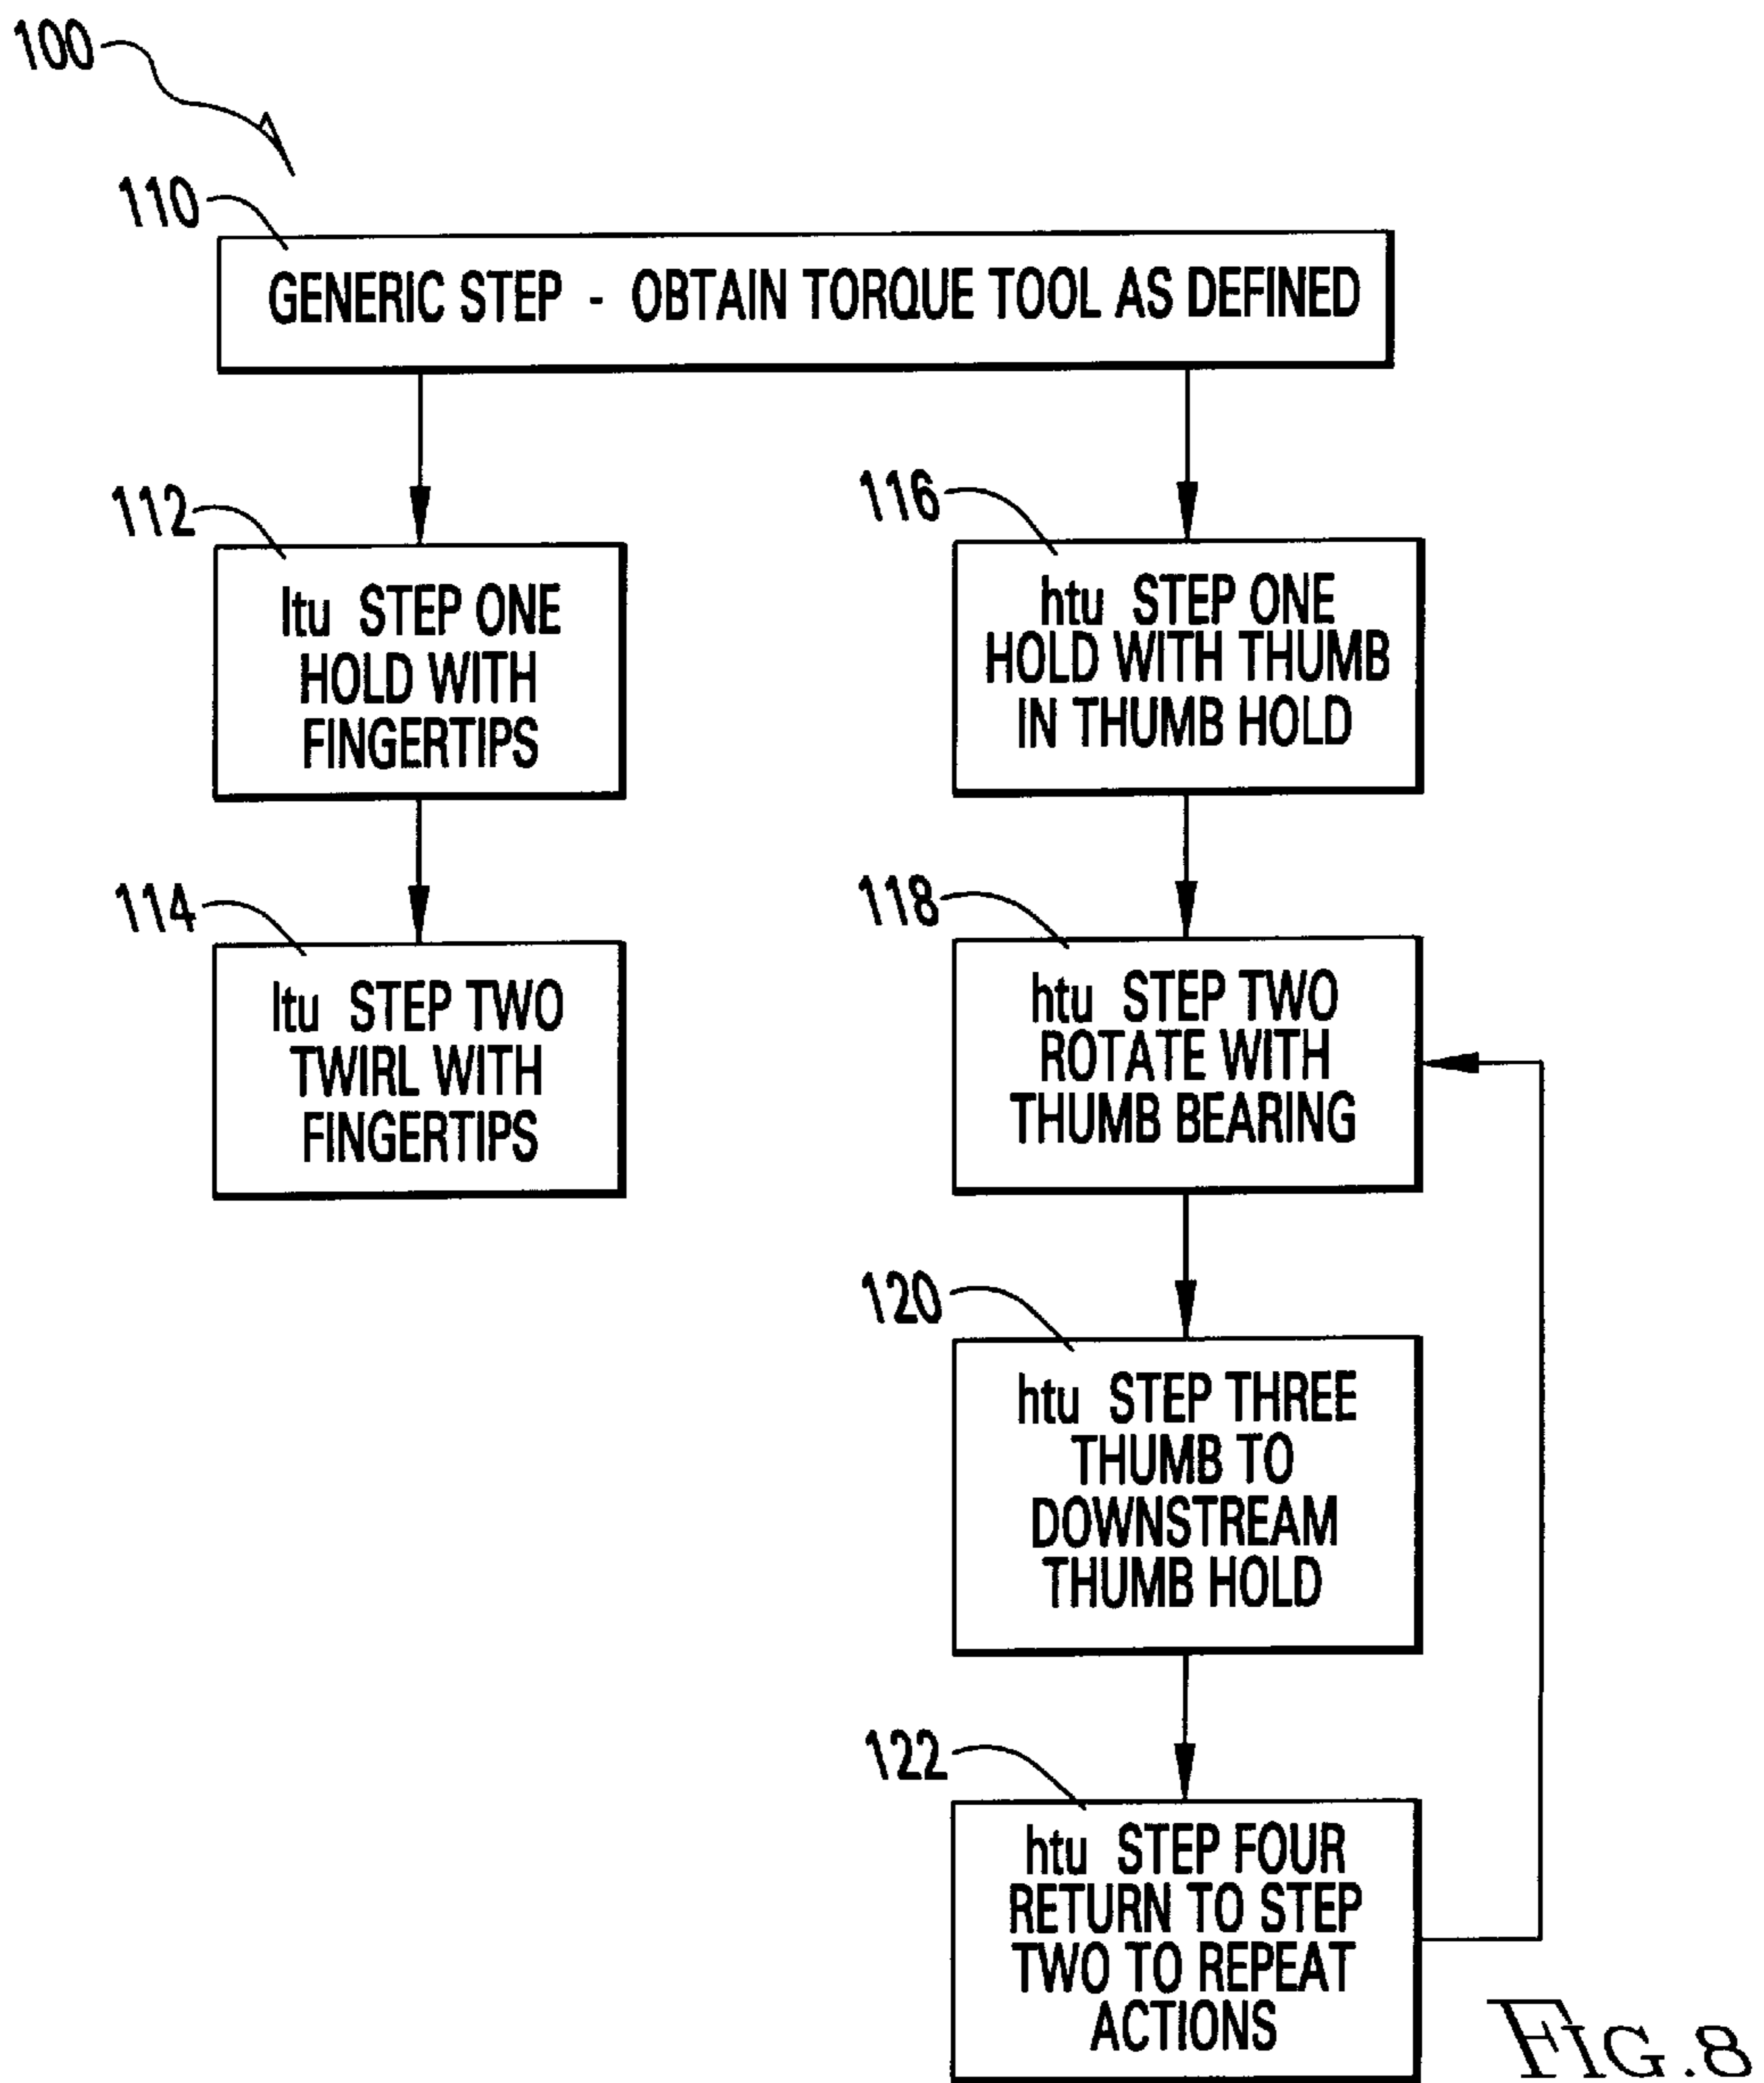 100
110
GENERIC STEP - OBTAIN TORQUE TOOL AS DEFINED
112
ltu STEP ONE
HOLD WITH
FINGERTIPS
114
ltu STEP TWO
TWIRL WITH
FINGERTIPS
116
htu STEP ONE
HOLD WITH THUMB
IN THUMB HOLD
118
htu STEP TWO
ROTATE WITH
THUMB BEARING
120
htu STEP THREE
THUMB TO
DOWNSTREAM
THUMB HOLD
122
htu STEP FOUR
RETURN TO STEP
TWO TO REPEAT
ACTIONS
FIG.8